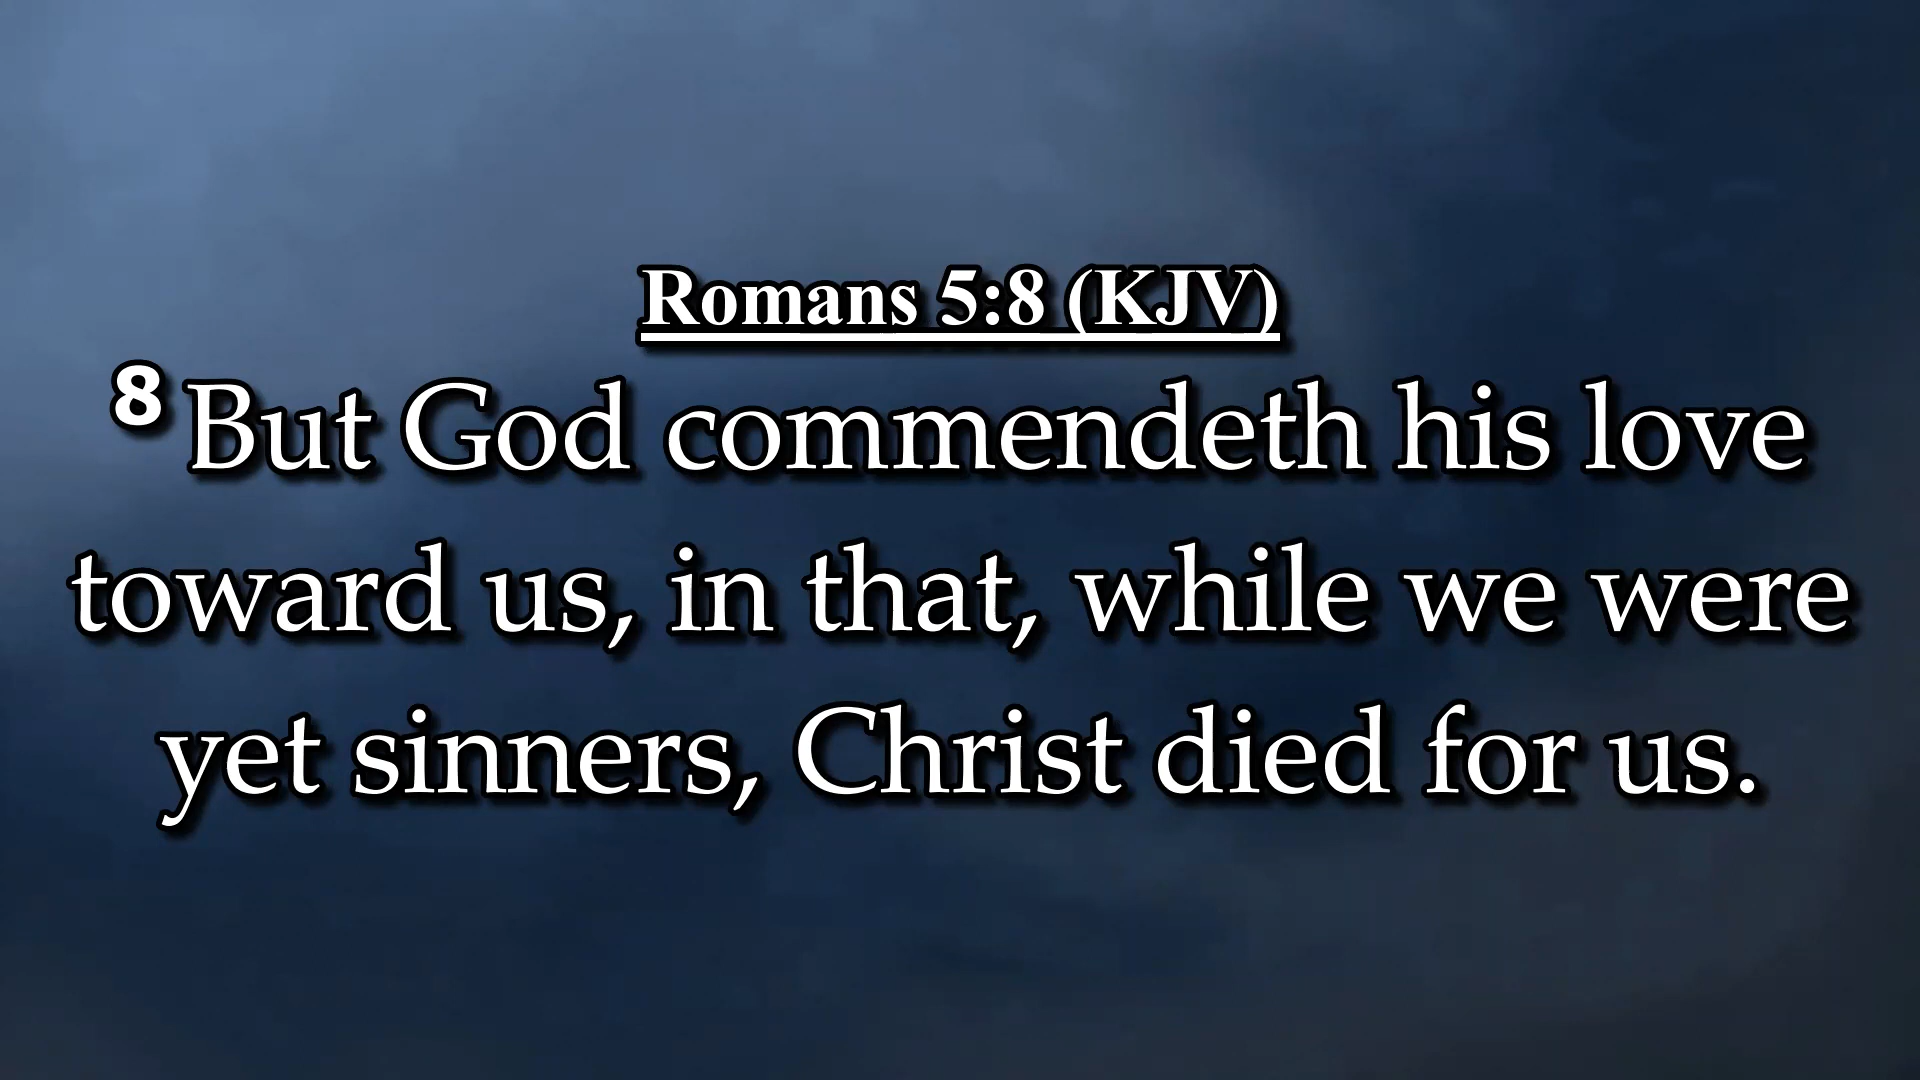 Romans 5:8 (KJV)
8 But God commendeth his love
toward us, in that, while we were
yet sinners, Christ died for us.